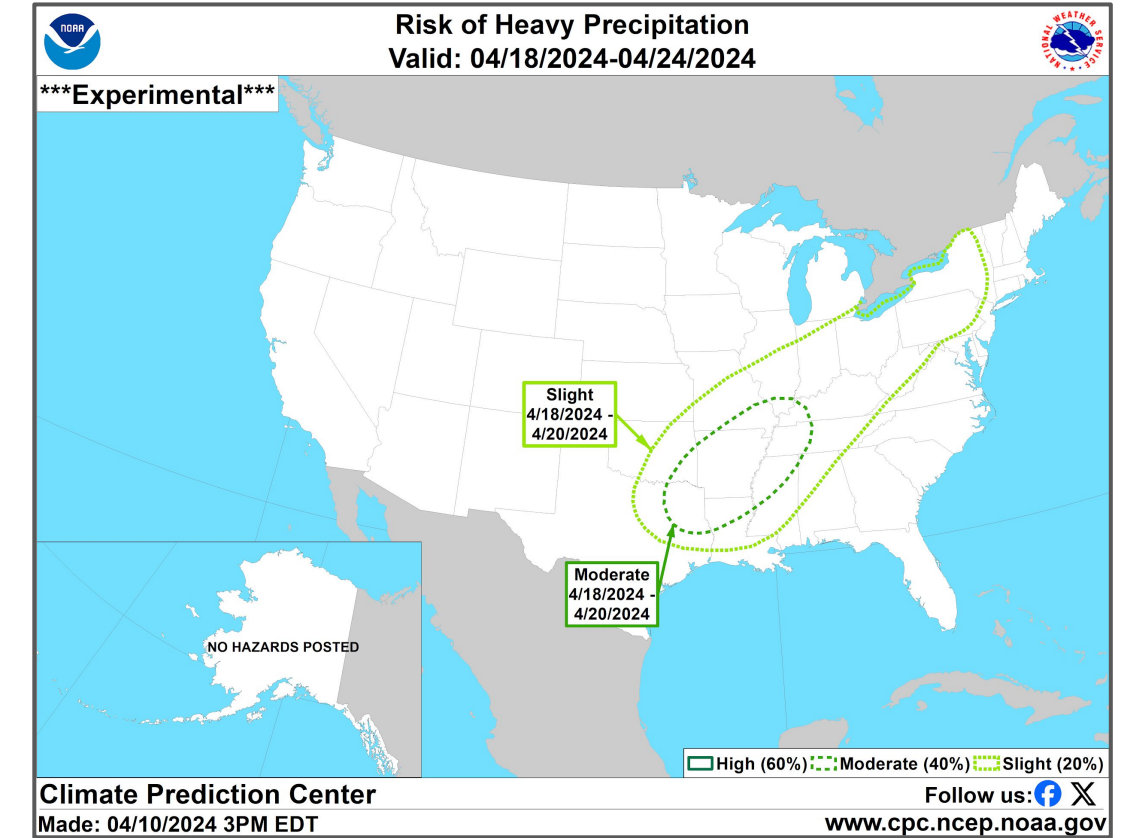 NOAA
Risk of Heavy Precipitation
Valid: 04/18/2024-04/24/2024
NATIONAL WEATHER SERVICE
***Experimental***
Slight
4/18/2024 -
4/20/2024
Moderate
4/18/2024 -
4/20/2024
NO HAZARDS POSTED
High (60%) Moderate (40%) Slight (20%)
Climate Prediction Center
Follow us:
Made: 04/10/2024 3PM EDT
www.cpc.ncep.noaa.gov